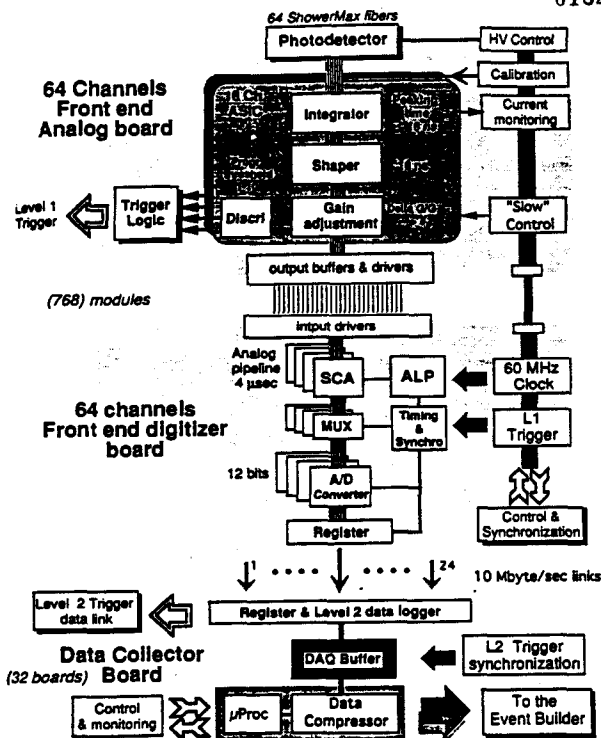 64 ShowerMax fibers
Photodetector
HV Control
Calibration
Current
monitoring
64 Channels
Front end
Analog board
ASIC
Integrator
Shaper
Gain
adjustment
Discri
Trigger
Logic
Level 1
Trigger
"Slow"
Control
output buffers & drivers
(768) modules
intput drivers
Analog
pipeline
4 µsec
SCA
ALP
60 MHz
Clock
64 channels
Front end digitizer
board
MUX
Timing
&
Synchro
L1
Trigger
12 bits
A/D
Converter
Register
Control &
Synchronization
1
24
10 Mbyte/sec links
Level 2 Trigger
data link
Register & Level 2 data logger
Data Collector
Board
(32 boards)
DAQ Buffer
L2 Trigger
synchronization
Control
& monitoring
µProc
Data
Compressor
To the
Event Builder